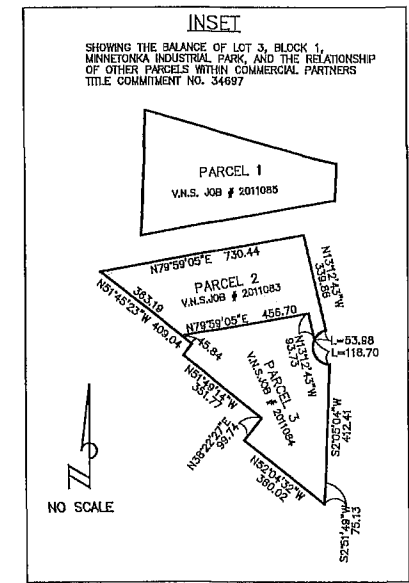 INSET
SHOWING THE BALANCE OF LOT 3, BLOCK 1,
MINNETONKA INDUSTRIAL PARK, AND THE RELATIONSHIP
OF OTHER PARCELS WITHIN COMMERCIAL PARTNERS
TITLE COMMITMENT NO. 34697
PARCEL 1
V.N.S. JOB # 2011085
N79°59'05"E 730.44
N13°12'43"W
339.86
PARCEL 2
V.N.S. JOB # 2011083
N51°45'23"W 409.04
363.19
N79°59'05"E 456.70
45.84
N13°12'43"W
93.73
L=53.98
L=118.70
PARCEL 3
V.N.S. JOB # 2011084
N51°49'14"W
351.77
S2°05'04"W
412.41
N38°22'27"E
99.74
N52°04'32"W
380.02
S2°51'49"W
75.13
NO SCALE